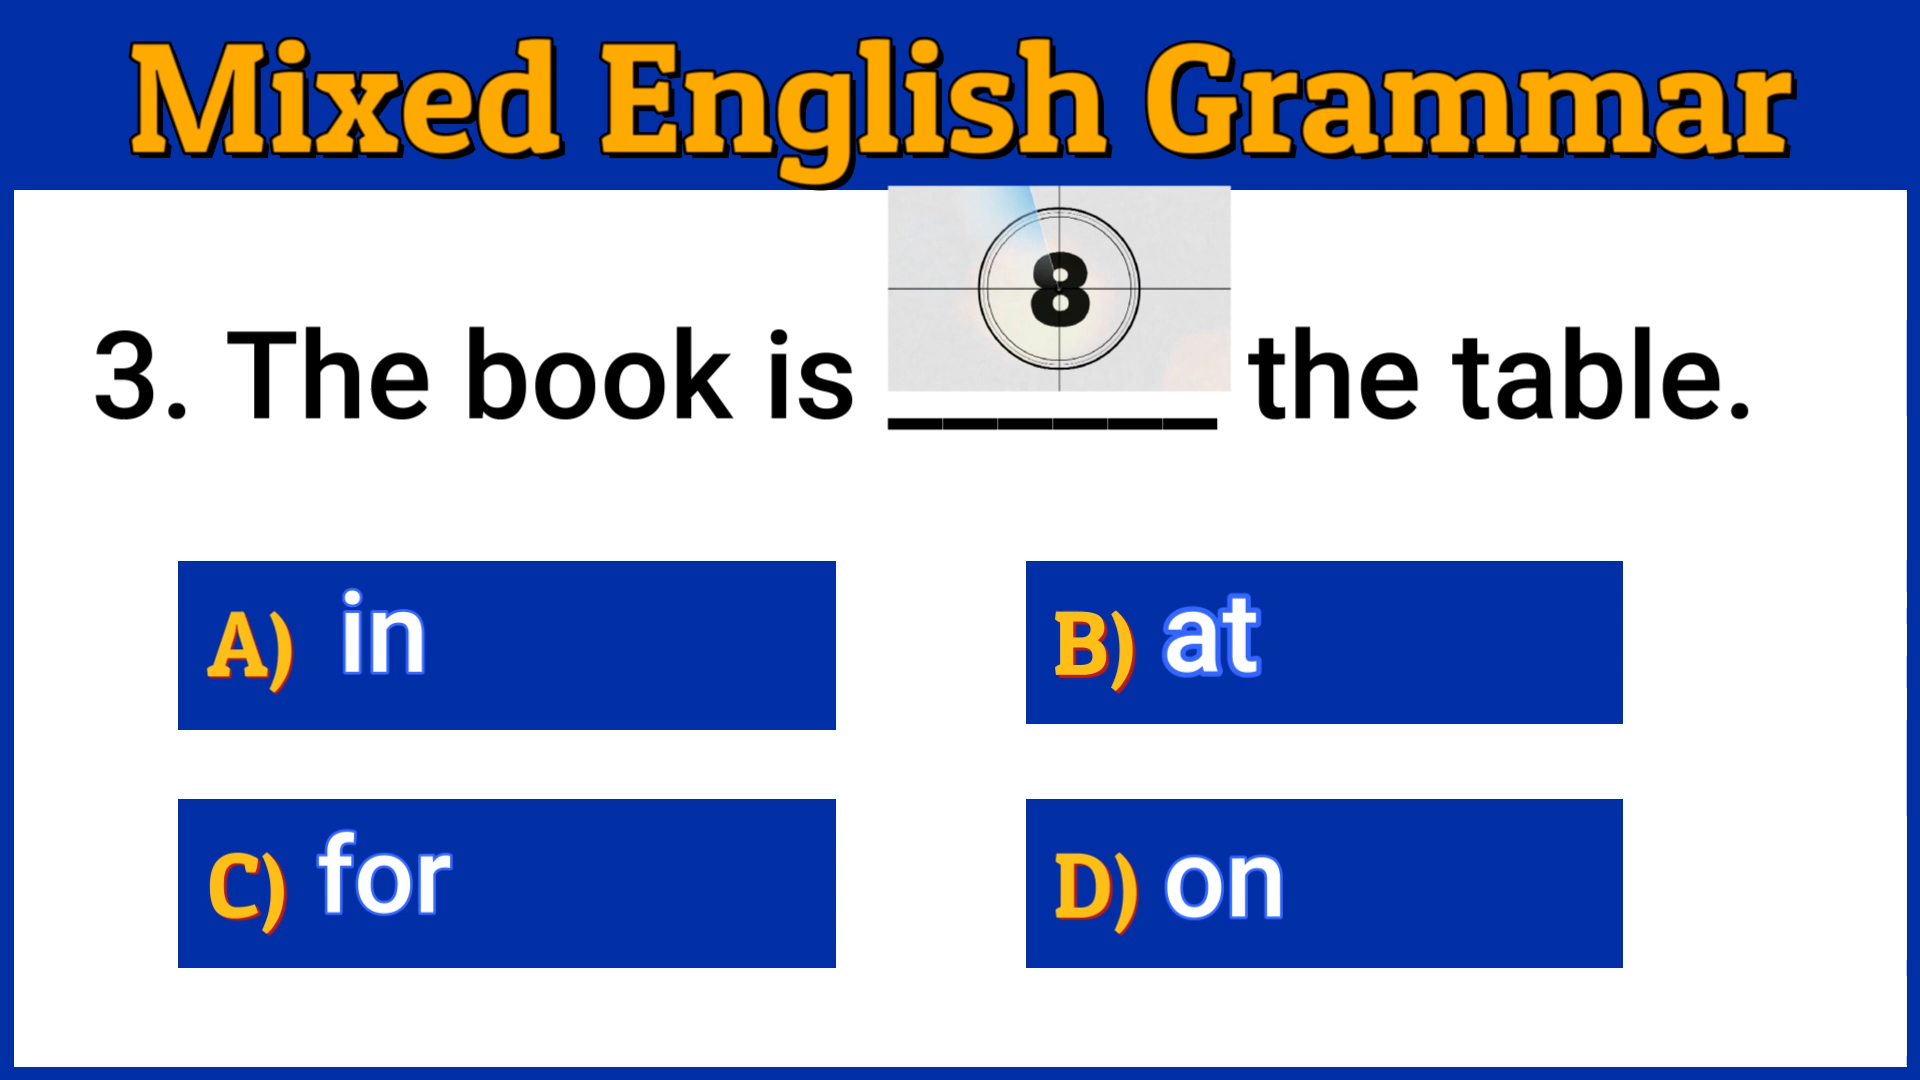 Mixed English Grammar
8
3. The book is ______ the table.
A) in
B) at
C) for
D) on